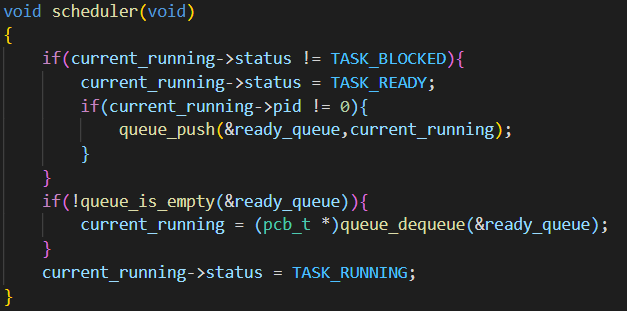 void scheduler(void)
{
    if(current_running->status != TASK_BLOCKED){
        current_running->status = TASK_READY;
        if(current_running->pid != 0){
            queue_push(&ready_queue,current_running);
        }
    }
    if(!queue_is_empty(&ready_queue)){
        current_running = (pcb_t *)queue_dequeue(&ready_queue);
    }
    current_running->status = TASK_RUNNING;
}